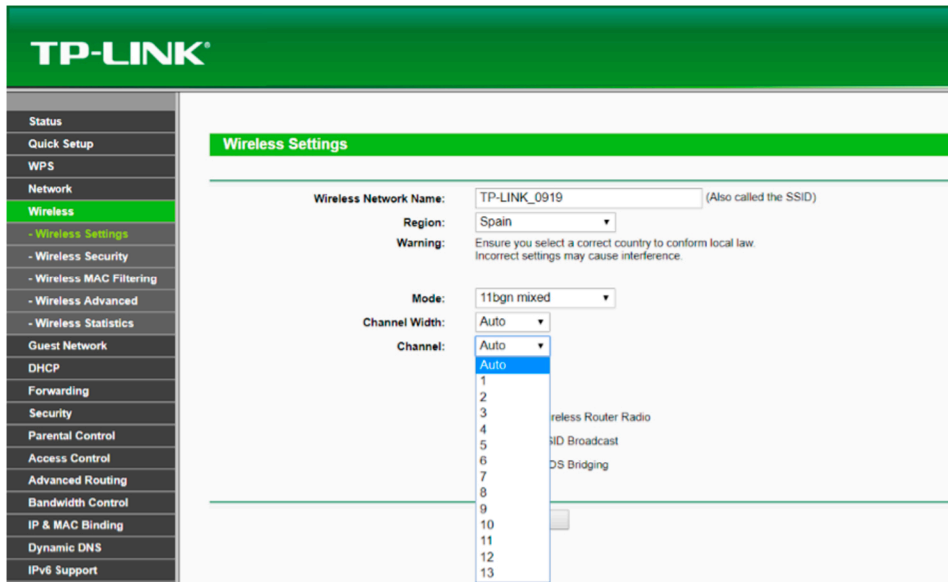 TP-LINK®
Status
Quick Setup
WPS
Network
Wireless
- Wireless Settings
- Wireless Security
- Wireless MAC Filtering
- Wireless Advanced
- Wireless Statistics
Guest Network
DHCP
Forwarding
Security
Parental Control
Access Control
Advanced Routing
Bandwidth Control
IP & MAC Binding
Dynamic DNS
IPv6 Support
Wireless Settings
Wireless Network Name: TP-LINK_0919 (Also called the SSID)
Region: Spain
Warning: Ensure you select a correct country to conform local law.
Incorrect settings may cause interference.
Mode: 11bgn mixed
Channel Width: Auto
Channel: Auto
Auto
1
2
3
reless Router Radio
4
5
SID Broadcast
6
DS Bridging
7
8
9
10
11
12
13